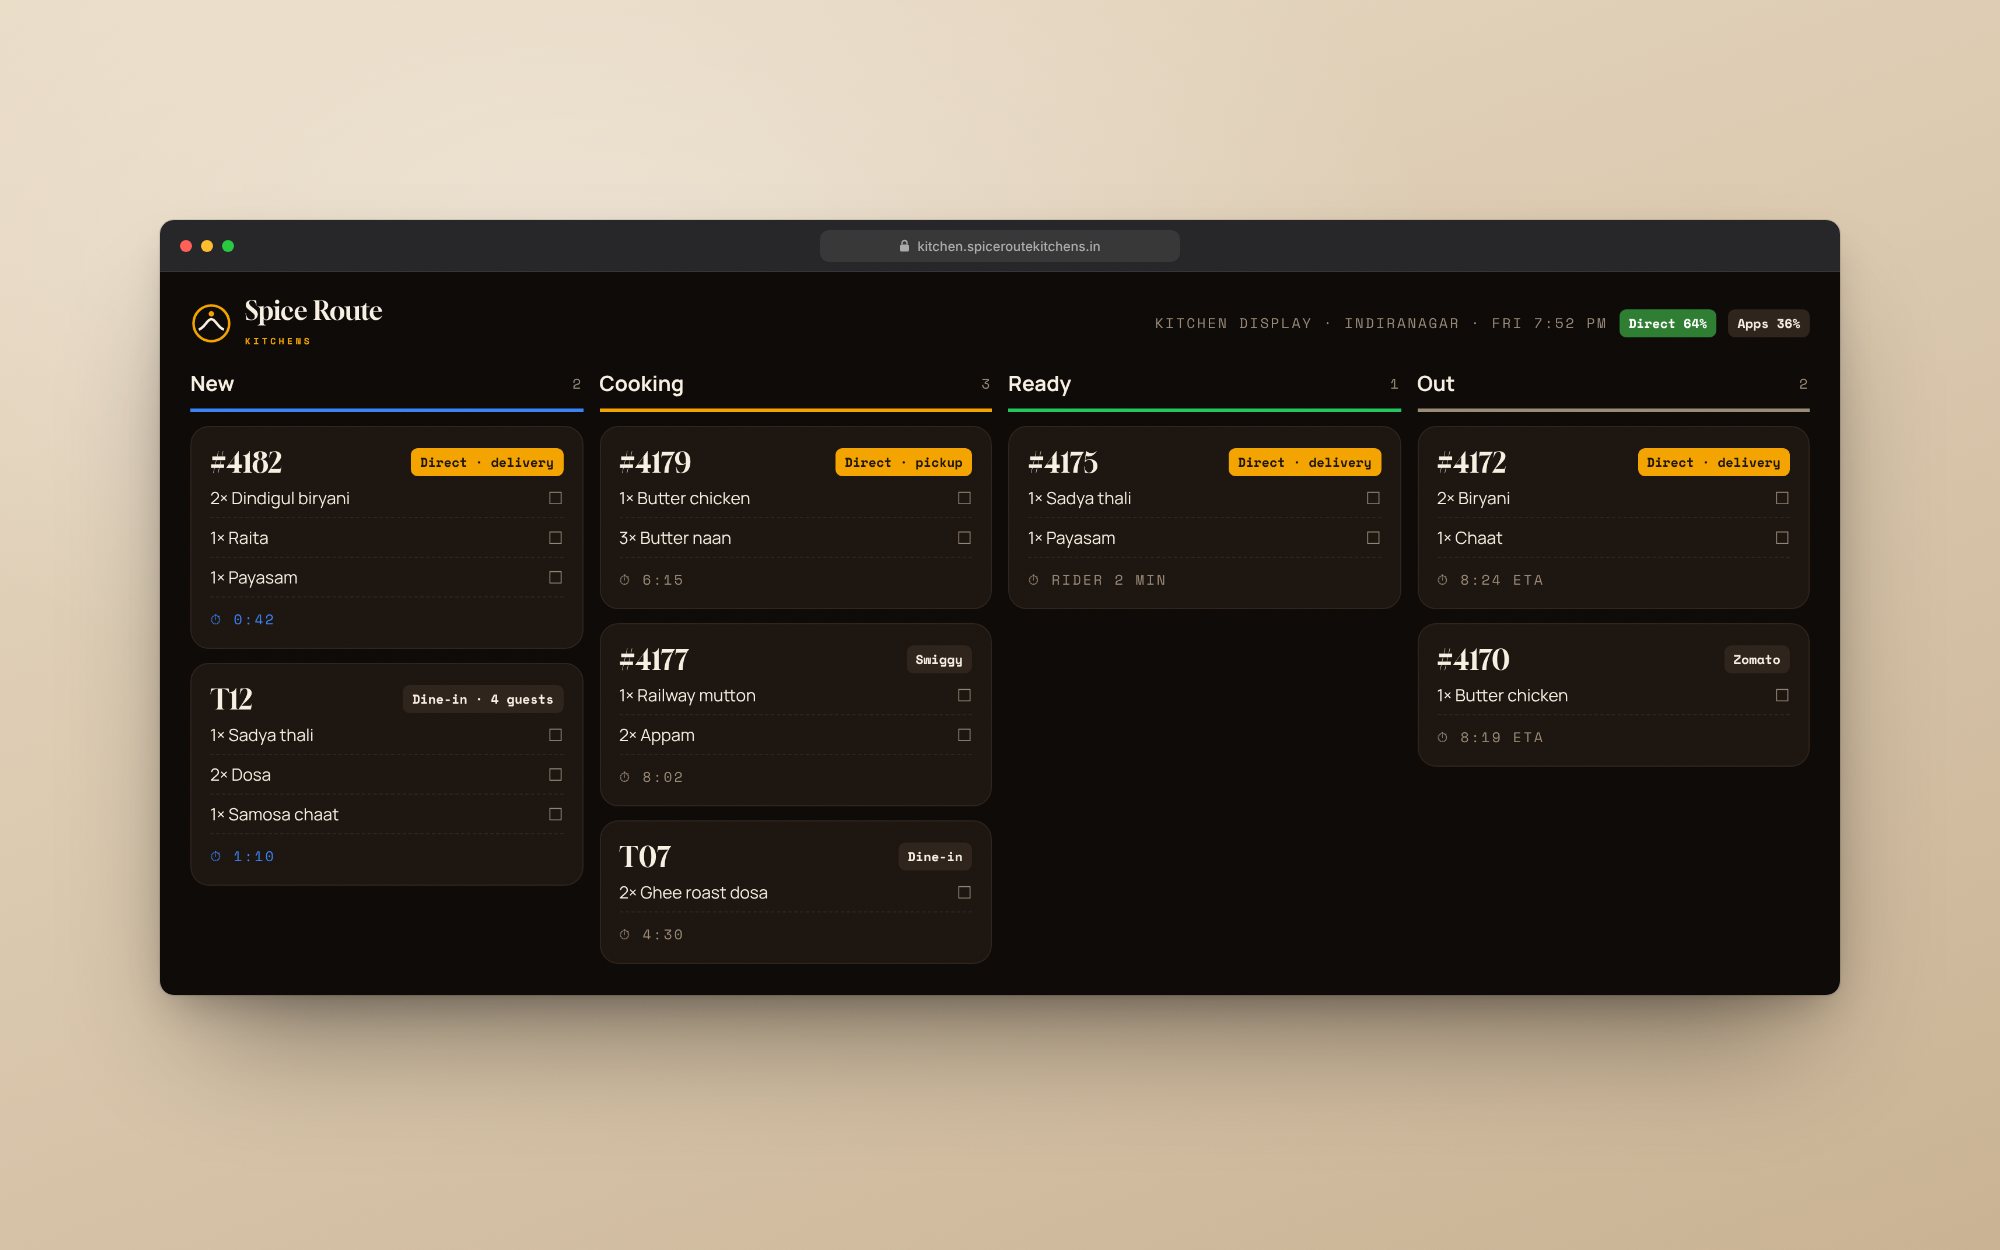 kitchen.spiceroutekitchens.in
Spice Route
KITCHENS
KITCHEN DISPLAY · INDIRANAGAR · FRI 7:52 PM
Direct 64%
Apps 36%
New 2
#4182 Direct · delivery
2× Dindigul biryani
1× Raita
1× Payasam
0:42
T12 Dine-in · 4 guests
1× Sadya thali
2× Dosa
1× Samosa chaat
1:10
Cooking 3
#4179 Direct · pickup
1× Butter chicken
3× Butter naan
6:15
#4177 Swiggy
1× Railway mutton
2× Appam
8:02
T07 Dine-in
2× Ghee roast dosa
4:30
Ready 1
#4175 Direct · delivery
1× Sadya thali
1× Payasam
RIDER 2 MIN
Out 2
#4172 Direct · delivery
2× Biryani
1× Chaat
8:24 ETA
#4170 Zomato
1× Butter chicken
8:19 ETA